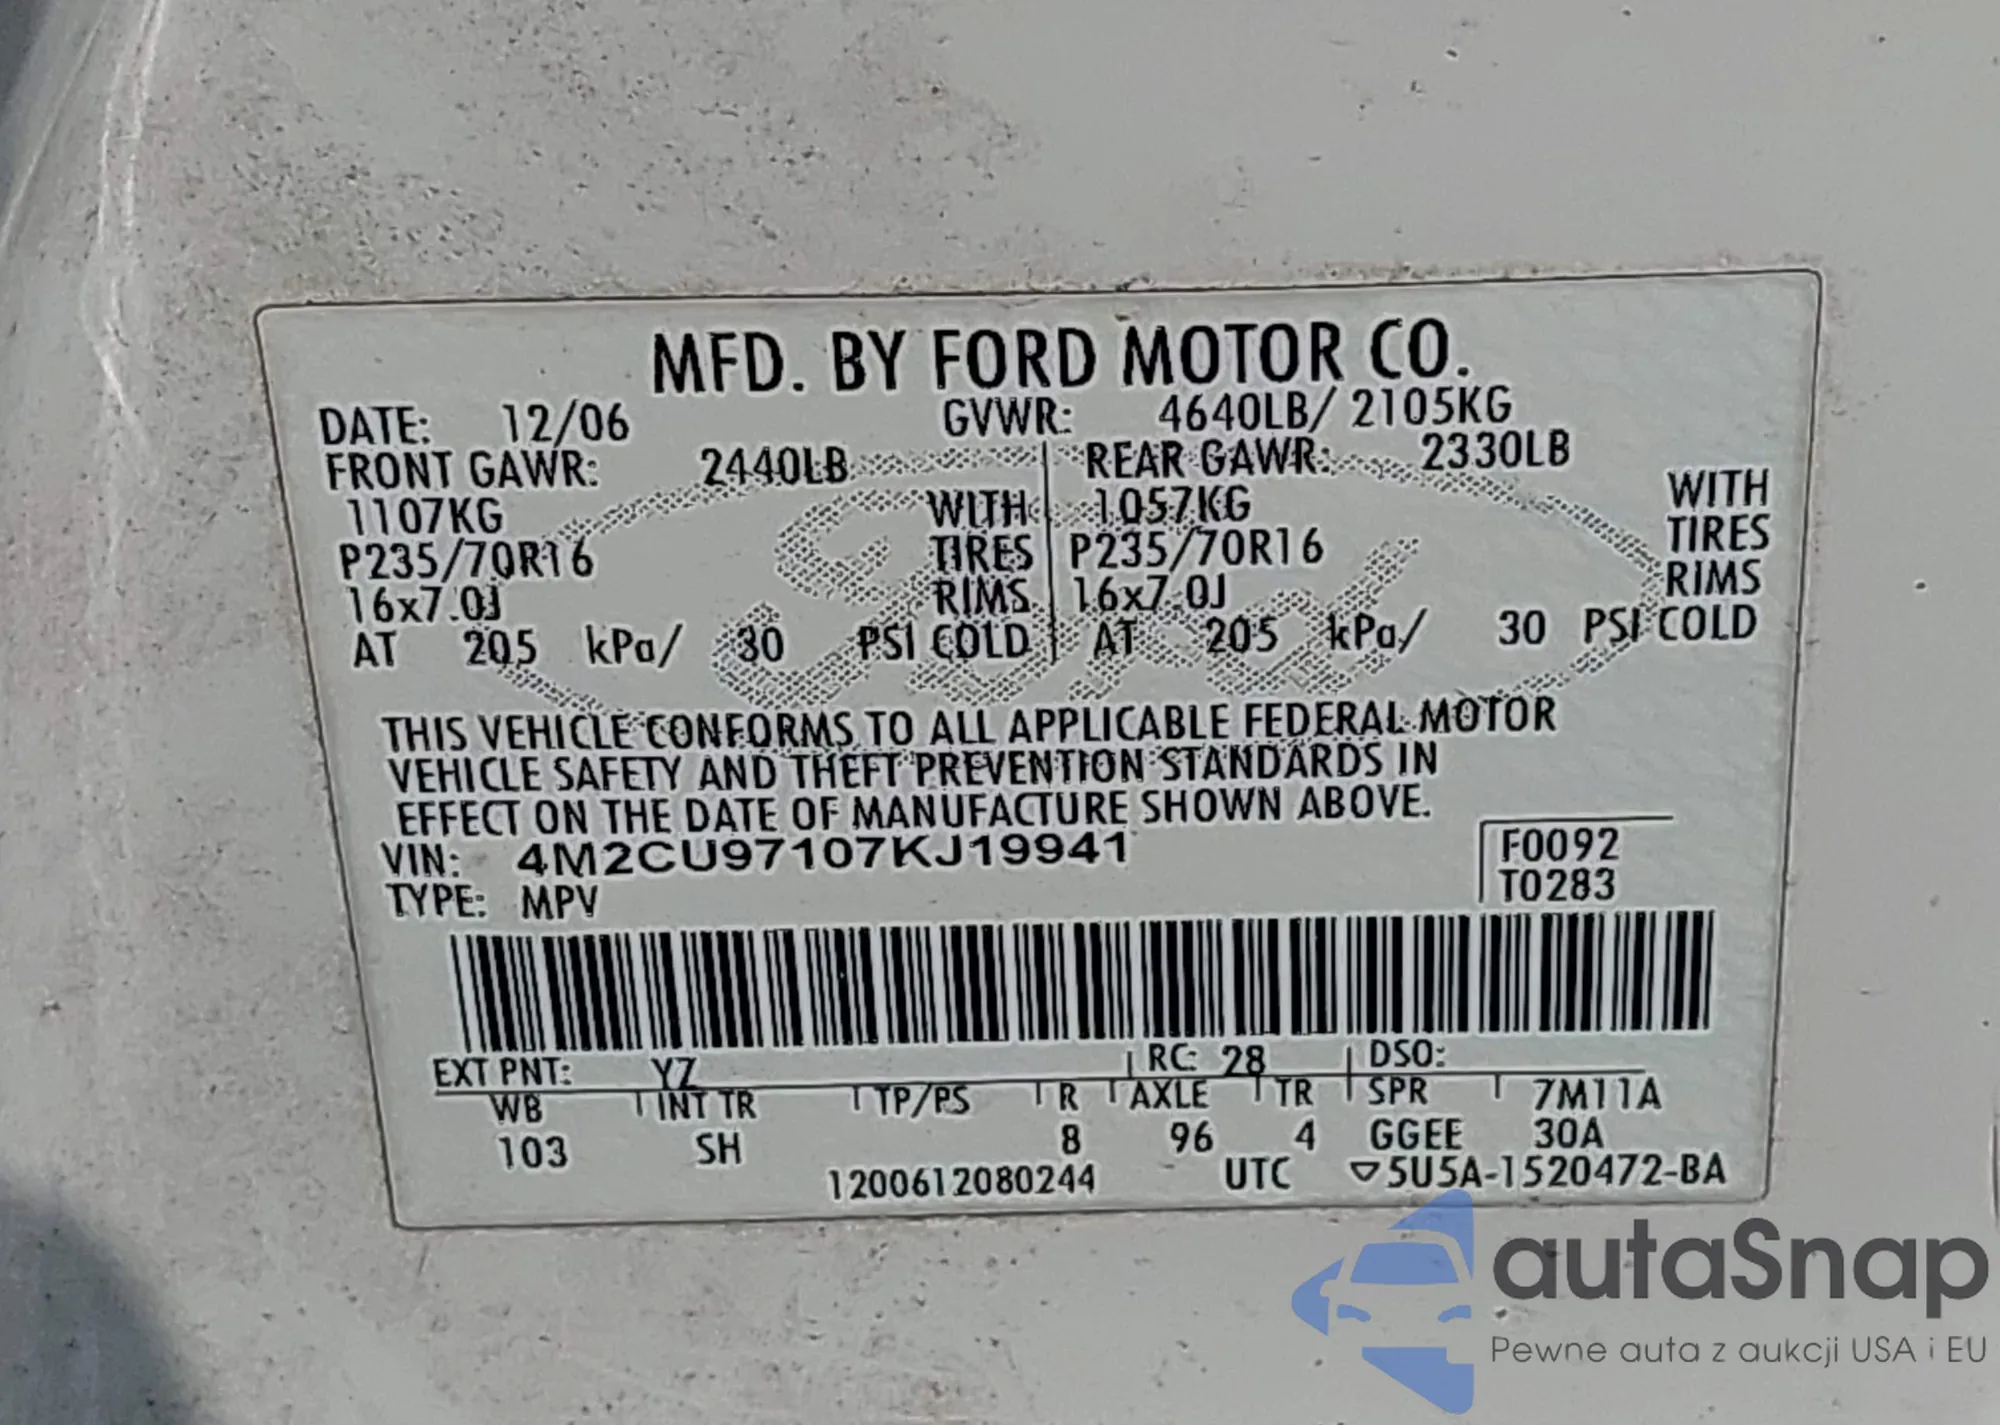 MFD. BY FORD MOTOR CO.
DATE: 12/06 GVWR: 4640LB/ 2105KG
FRONT GAWR: 2440LB REAR GAWR: 2330LB
1107KG WITH 1057KG WITH
P235/70R16 TIRES P235/70R16 TIRES
16x7.0J RIMS 16x7.0J RIMS
AT 205 kPa/ 30 PSI COLD AT 205 kPa/ 30 PSI COLD
Ford
THIS VEHICLE CONFORMS TO ALL APPLICABLE FEDERAL MOTOR
VEHICLE SAFETY AND THEFT PREVENTION STANDARDS IN
EFFECT ON THE DATE OF MANUFACTURE SHOWN ABOVE.
VIN: 4M2CU97107KJ19941 F0092
TYPE: MPV T0283
EXT PNT: YZ RC: 28 DSO:
WB INT TR TP/PS R AXLE TR SPR 7M11A
103 SH 8 96 4 GGEE 30A
1200612080244 UTC ▽5U5A-1520472-BA
autaSnap
Pewne auta z aukcji USA i EU